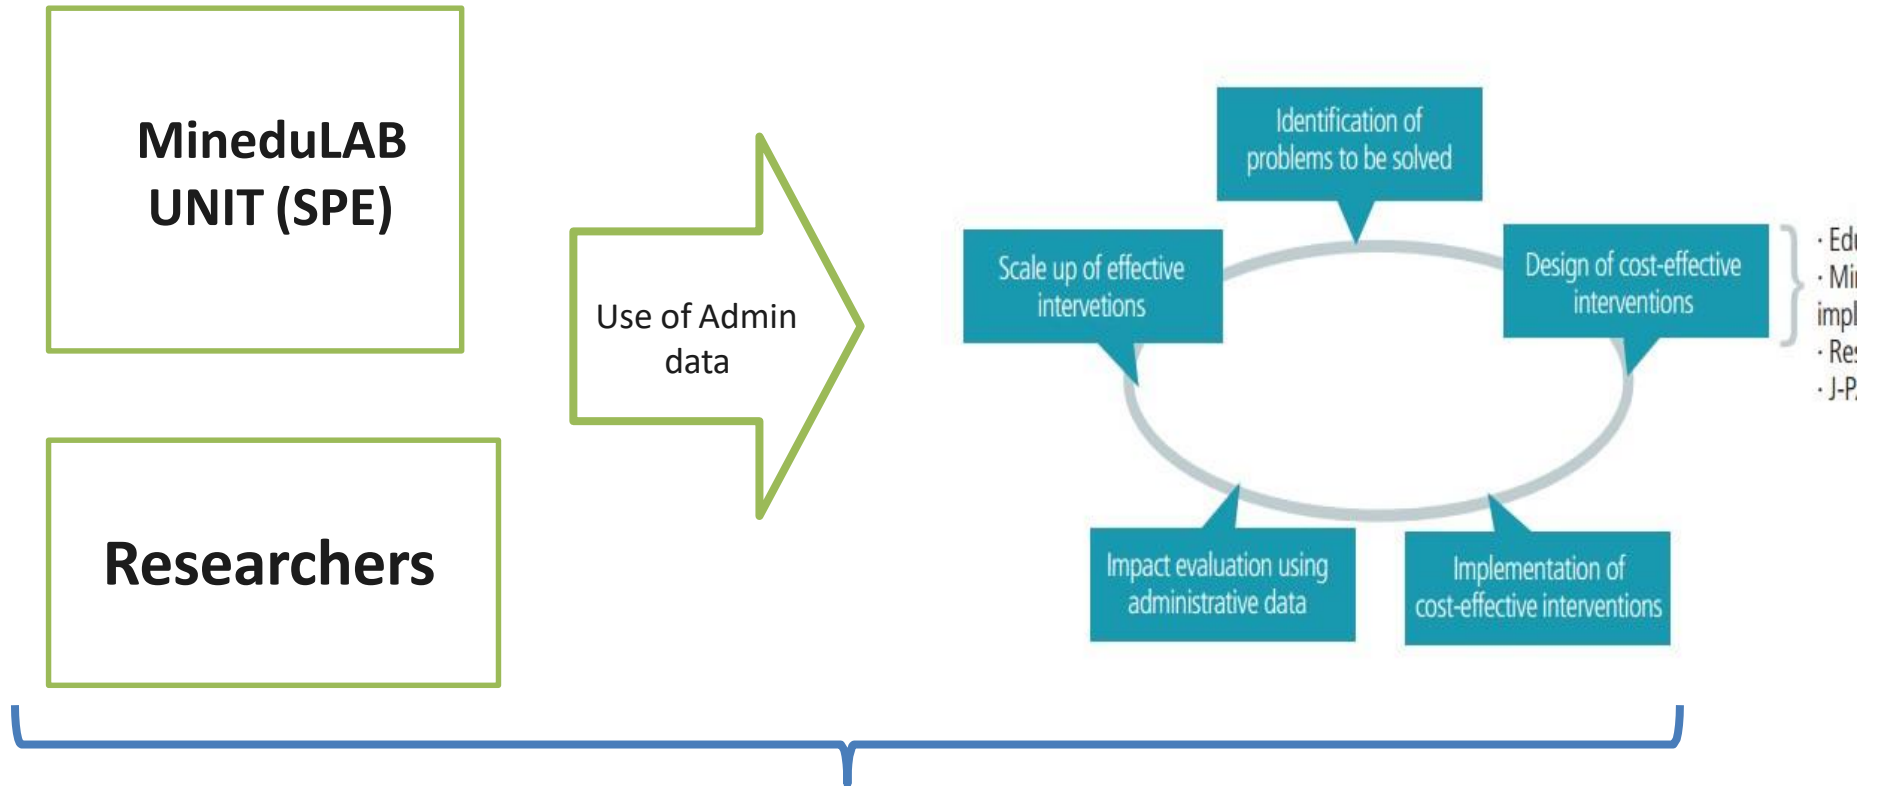 MineduLAB
UNIT (SPE)
Researchers
Use of Admin
data
Identification of
problems to be solved
Scale up of effective
intervetions
Design of cost-effective
interventions
Impact evaluation using
administrative data
Implementation of
cost-effective interventions